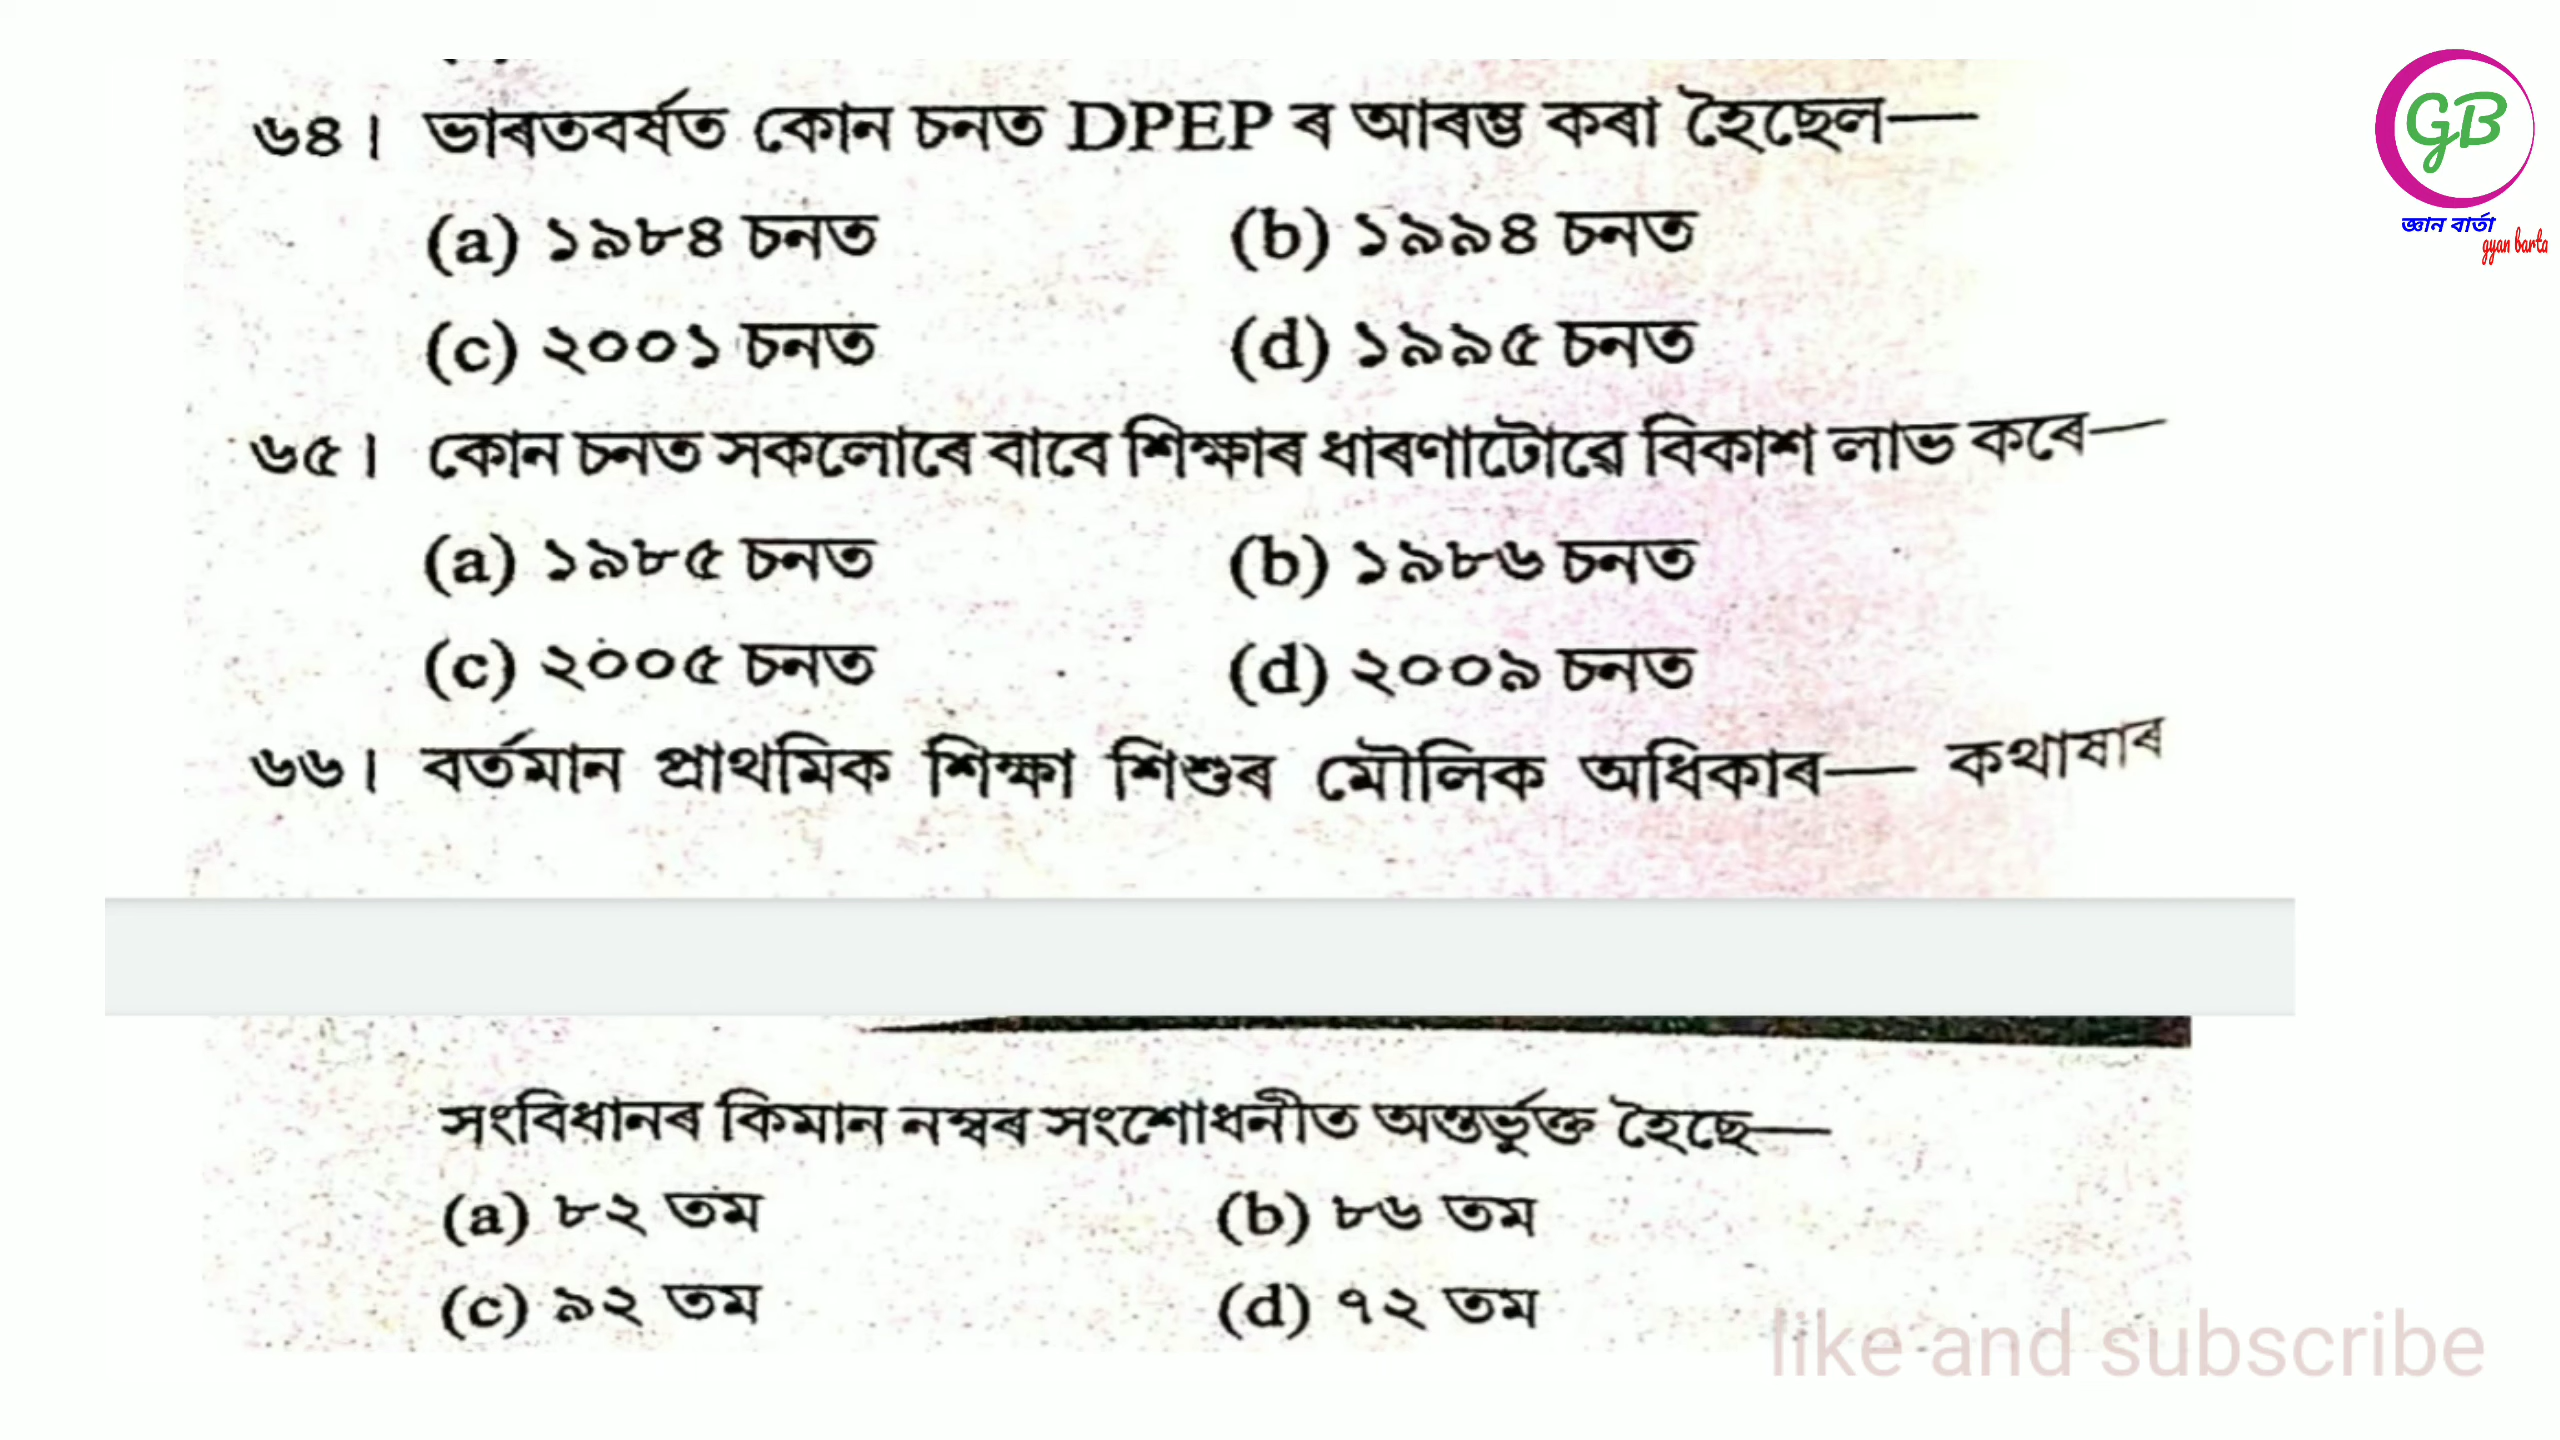 ৬৪। ভাৰতবৰ্ষত কোন চনত DPEP ৰ আৰম্ভ কৰা হৈছেল—
(a) ১৯৮৪ চনত (b) ১৯৯৪ চনত
(c) ২০০১ চনত (d) ১৯৯৫ চনত
৬৫। কোন চনত সকলোৰে বাবে শিক্ষাৰ ধাৰণাটোৱে বিকাশ লাভ কৰে—
(a) ১৯৮৫ চনত (b) ১৯৮৬ চনত
(c) ২০০৫ চনত (d) ২০০৯ চনত
৬৬। বৰ্তমান প্ৰাথমিক শিক্ষা শিশুৰ মৌলিক অধিকাৰ— কথাষাৰ
সংবিধানৰ কিমান নম্বৰ সংশোধনীত অন্তৰ্ভুক্ত হৈছে—
(a) ৮২ তম (b) ৮৬ তম
(c) ৯২ তম (d) ৭২ তম
GB
জ্ঞান বাৰ্তা
gyan barta
like and subscribe